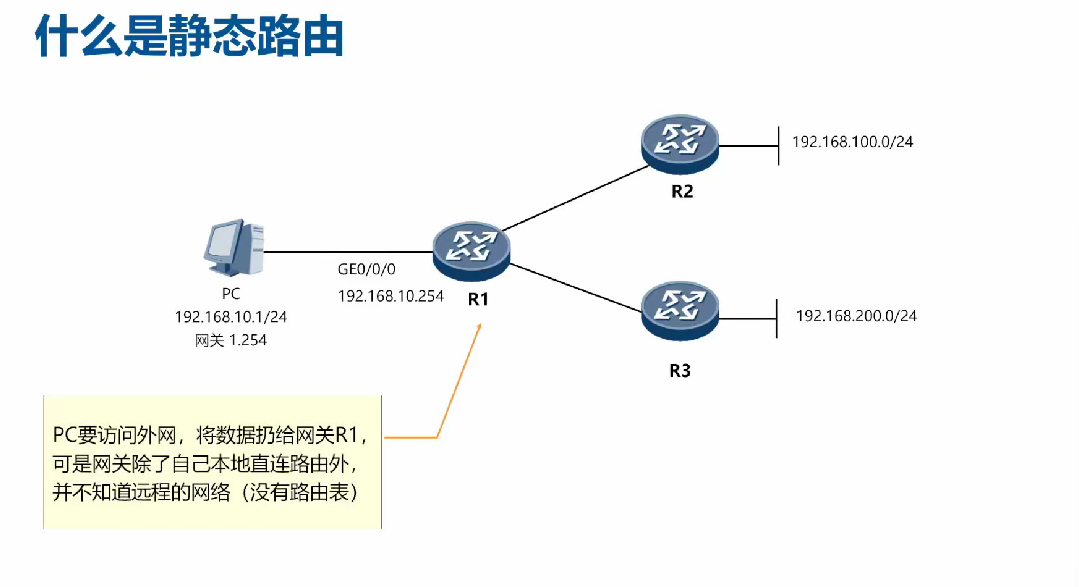 什么是静态路由
192.168.100.0/24
R2
GE0/0/0
192.168.10.254
R1
PC
192.168.10.1/24
网关 1.254
192.168.200.0/24
R3
PC要访问外网，将数据扔给网关R1，
可是网关除了自己本地直连路由外，
并不知道远程的网络（没有路由表）